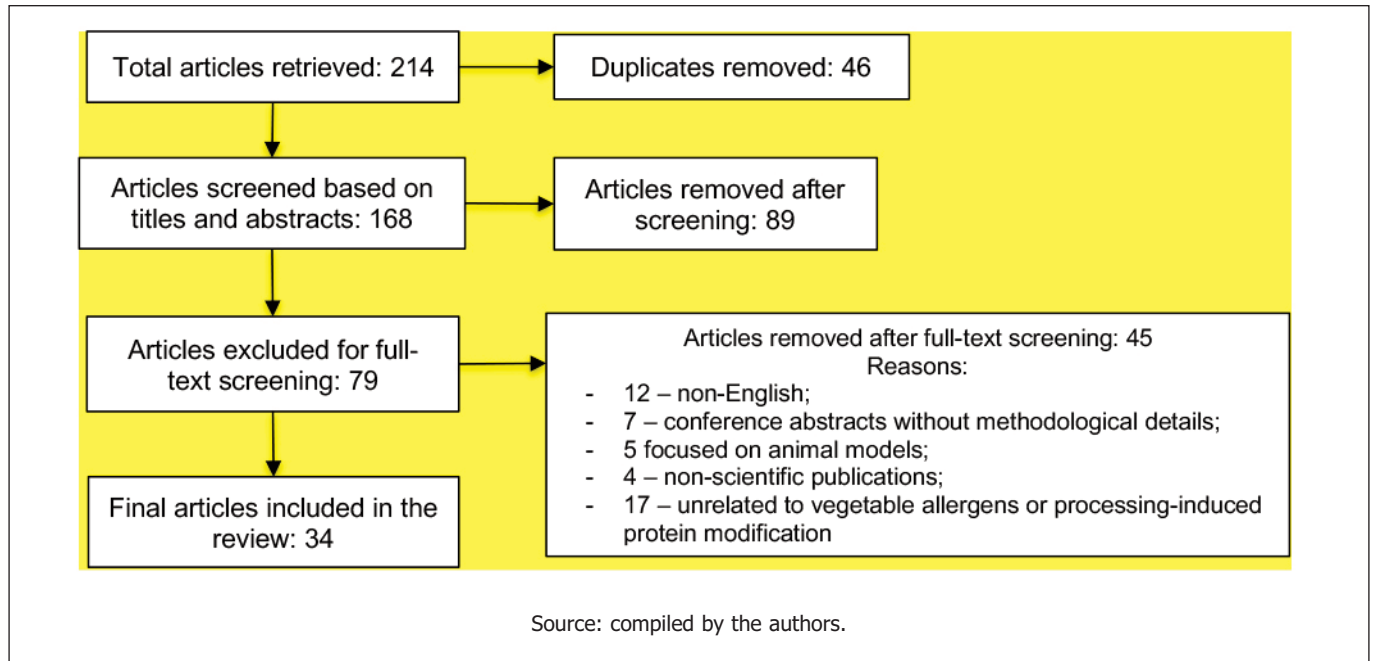 Total articles retrieved: 214
Duplicates removed: 46
Articles screened based on
titles and abstracts: 168
Articles removed after
screening: 89
Articles excluded for full-
text screening: 79
Articles removed after full-text screening: 45
Reasons:
- 12 – non-English;
- 7 – conference abstracts without methodological details;
- 5 focused on animal models;
- 4 – non-scientific publications;
- 17 – unrelated to vegetable allergens or processing-induced
protein modification
Final articles included in the
review: 34
Source: compiled by the authors.